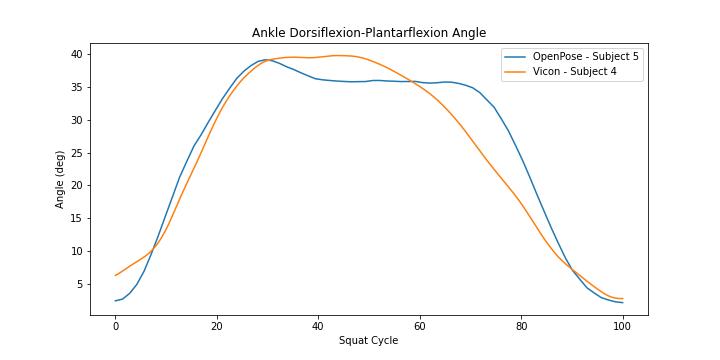 Ankle Dorsiflexion-Plantarflexion Angle
OpenPose - Subject 5
Vicon - Subject 4
Angle (deg)
40
35
30
25
20
15
10
5
0
20
40
60
80
100
Squat Cycle